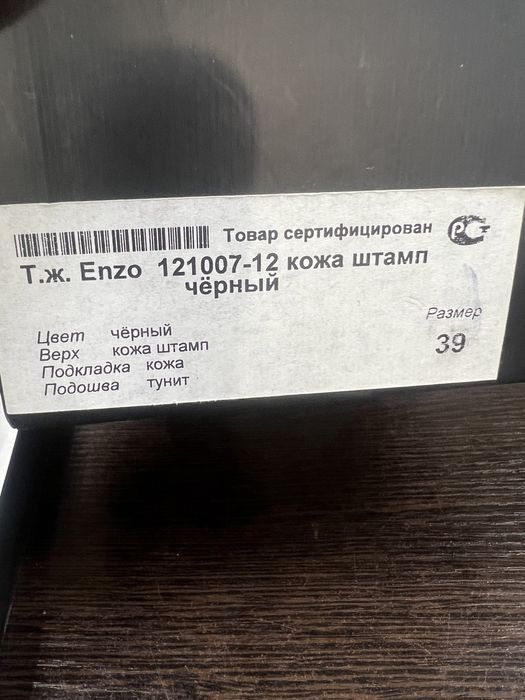 Товар сертифицирован РСТ
Т.ж. Enzo 121007-12 кожа штамп
чёрный
Размер
39
Цвет чёрный
Верх кожа штамп
Подкладка кожа
Подошва тунит